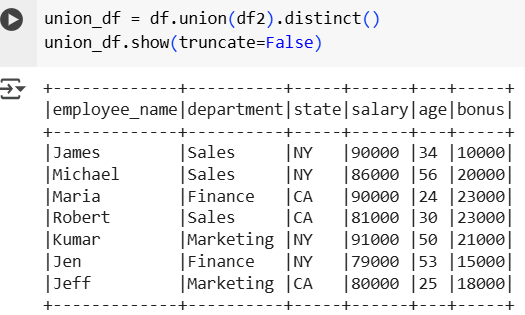 union_df = df.union(df2).distinct()
union_df.show(truncate=False)
+-------------+----------+-----+------+---+-----+
|employee_name|department|state|salary|age|bonus|
+-------------+----------+-----+------+---+-----+
|James        |Sales     |NY   |90000 |34 |10000|
|Michael      |Sales     |NY   |86000 |56 |20000|
|Maria        |Finance   |CA   |90000 |24 |23000|
|Robert       |Sales     |CA   |81000 |30 |23000|
|Kumar        |Marketing |NY   |91000 |50 |21000|
|Jen          |Finance   |NY   |79000 |53 |15000|
|Jeff         |Marketing |CA   |80000 |25 |18000|
+-------------+----------+-----+------+---+-----+